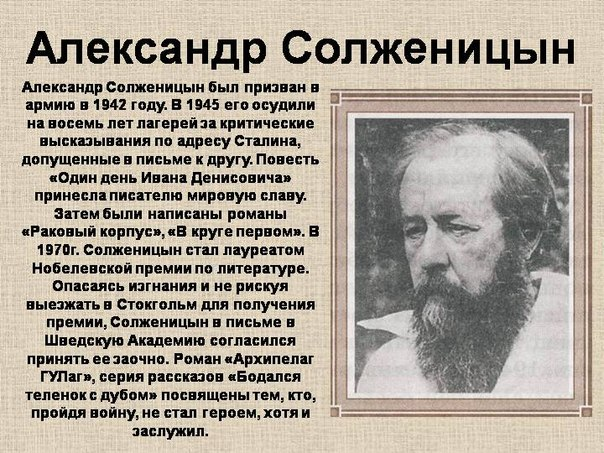 Александр Солженицын
Александр Солженицын был призван в
армию в 1942 году. В 1945 его осудили
на восемь лет лагерей за критические
высказывания по адресу Сталина,
допущенные в письме к другу. Повесть
«Один день Ивана Денисовича»
принесла писателю мировую славу.
Затем были написаны романы
«Раковый корпус», «В круге первом». В
1970г. Солженицын стал лауреатом
Нобелевской премии по литературе.
Опасаясь изгнания и не рискуя
выезжать в Стокгольм для получения
премии, Солженицын в письме в
Шведскую Академию согласился
принять ее заочно. Роман «Архипелаг
ГУЛаг», серия рассказов «Бодался
теленок с дубом» посвящены тем, кто,
пройдя войну, не стал героем, хотя и
заслужил.